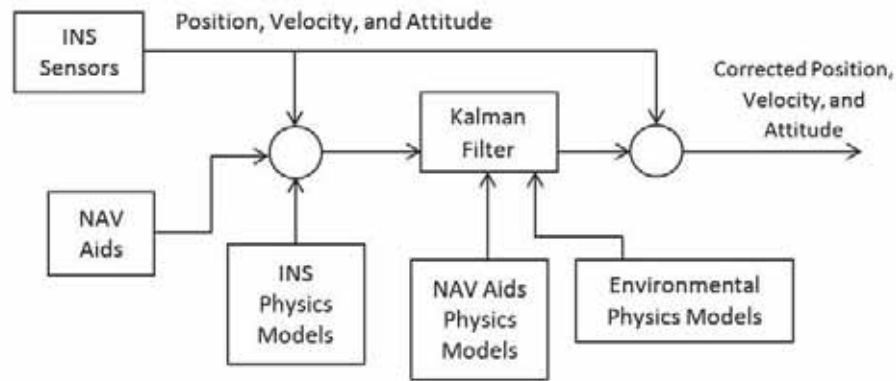 INS
Sensors
Position, Velocity, and Attitude
Corrected Position,
Velocity, and
Attitude
Kalman
Filter
NAV
Aids
INS
Physics
Models
NAV Aids
Physics
Models
Environmental
Physics Models